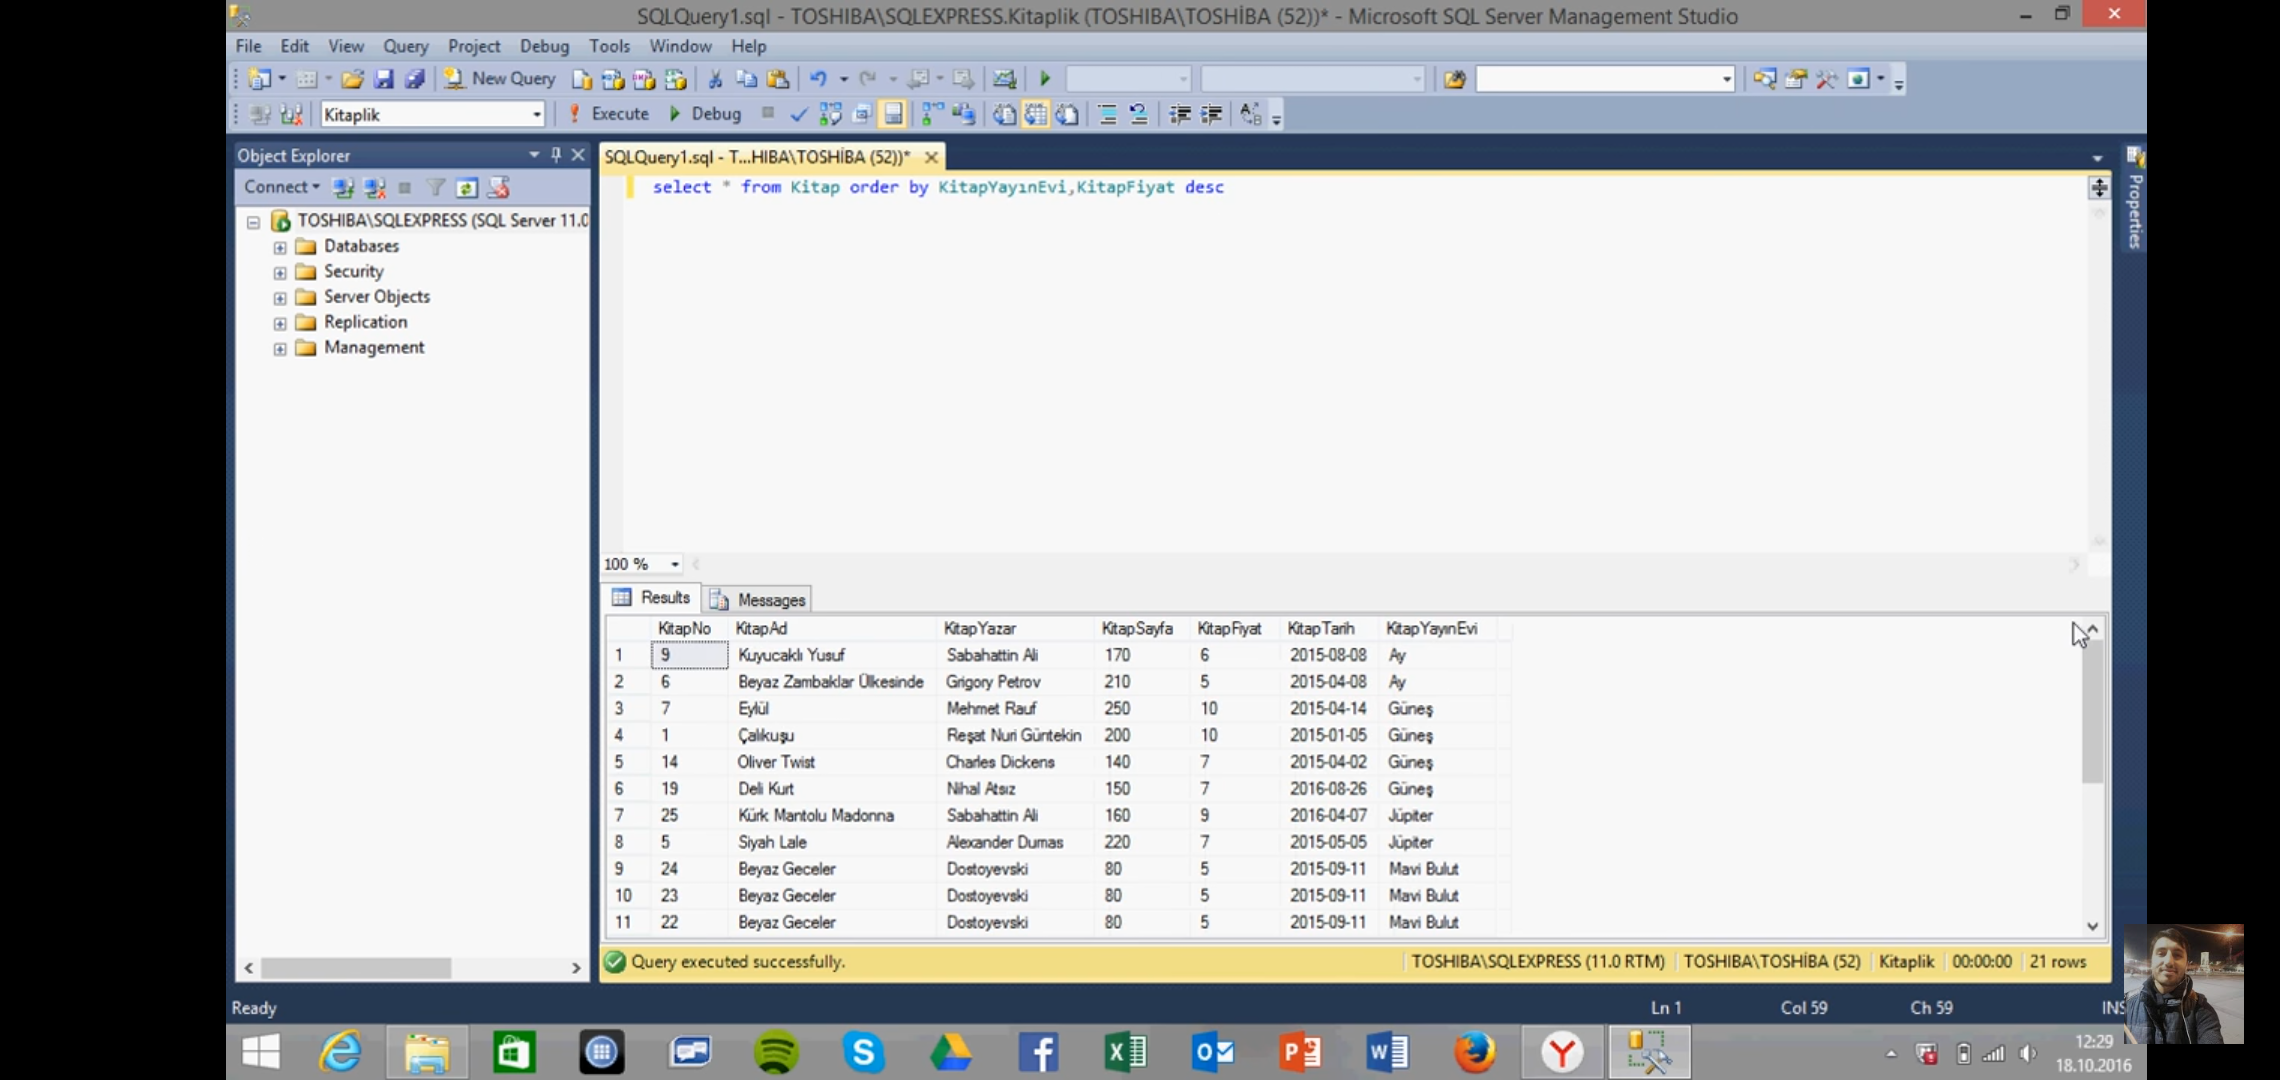 SQLQuery1.sql - TOSHIBA\SQLEXPRESS.Kitaplik (TOSHIBA\TOSHİBA (52))* - Microsoft SQL Server Management Studio
File Edit View Query Project Debug Tools Window Help
New Query
Kitaplik Execute Debug
Object Explorer
Connect
TOSHIBA\SQLEXPRESS (SQL Server 11.0
Databases
Security
Server Objects
Replication
Management
SQLQuery1.sql - T...HIBA\TOSHİBA (52))*
select * from Kitap order by KitapYayınEvi,KitapFiyat desc
Properties
100 %
Results Messages
KitapNo KitapAd KitapYazar KitapSayfa KitapFiyat KitapTarih KitapYayınEvi
1 9 Kuyucaklı Yusuf Sabahattin Ali 170 6 2015-08-08 Ay
2 6 Beyaz Zambaklar Ülkesinde Grigory Petrov 210 5 2015-04-08 Ay
3 7 Eylül Mehmet Rauf 250 10 2015-04-14 Güneş
4 1 Çalıkuşu Reşat Nuri Güntekin 200 10 2015-01-05 Güneş
5 14 Oliver Twist Charles Dickens 140 7 2015-04-02 Güneş
6 19 Deli Kurt Nihal Atsız 150 7 2016-08-26 Güneş
7 25 Kürk Mantolu Madonna Sabahattin Ali 160 9 2016-04-07 Jüpiter
8 5 Siyah Lale Alexander Dumas 220 7 2015-05-05 Jüpiter
9 24 Beyaz Geceler Dostoyevski 80 5 2015-09-11 Mavi Bulut
10 23 Beyaz Geceler Dostoyevski 80 5 2015-09-11 Mavi Bulut
11 22 Beyaz Geceler Dostoyevski 80 5 2015-09-11 Mavi Bulut
Query executed successfully. TOSHIBA\SQLEXPRESS (11.0 RTM) TOSHIBA\TOSHİBA (52) Kitaplik 00:00:00 21 rows
Ready Ln 1 Col 59 Ch 59 INS
12:29
18.10.2016